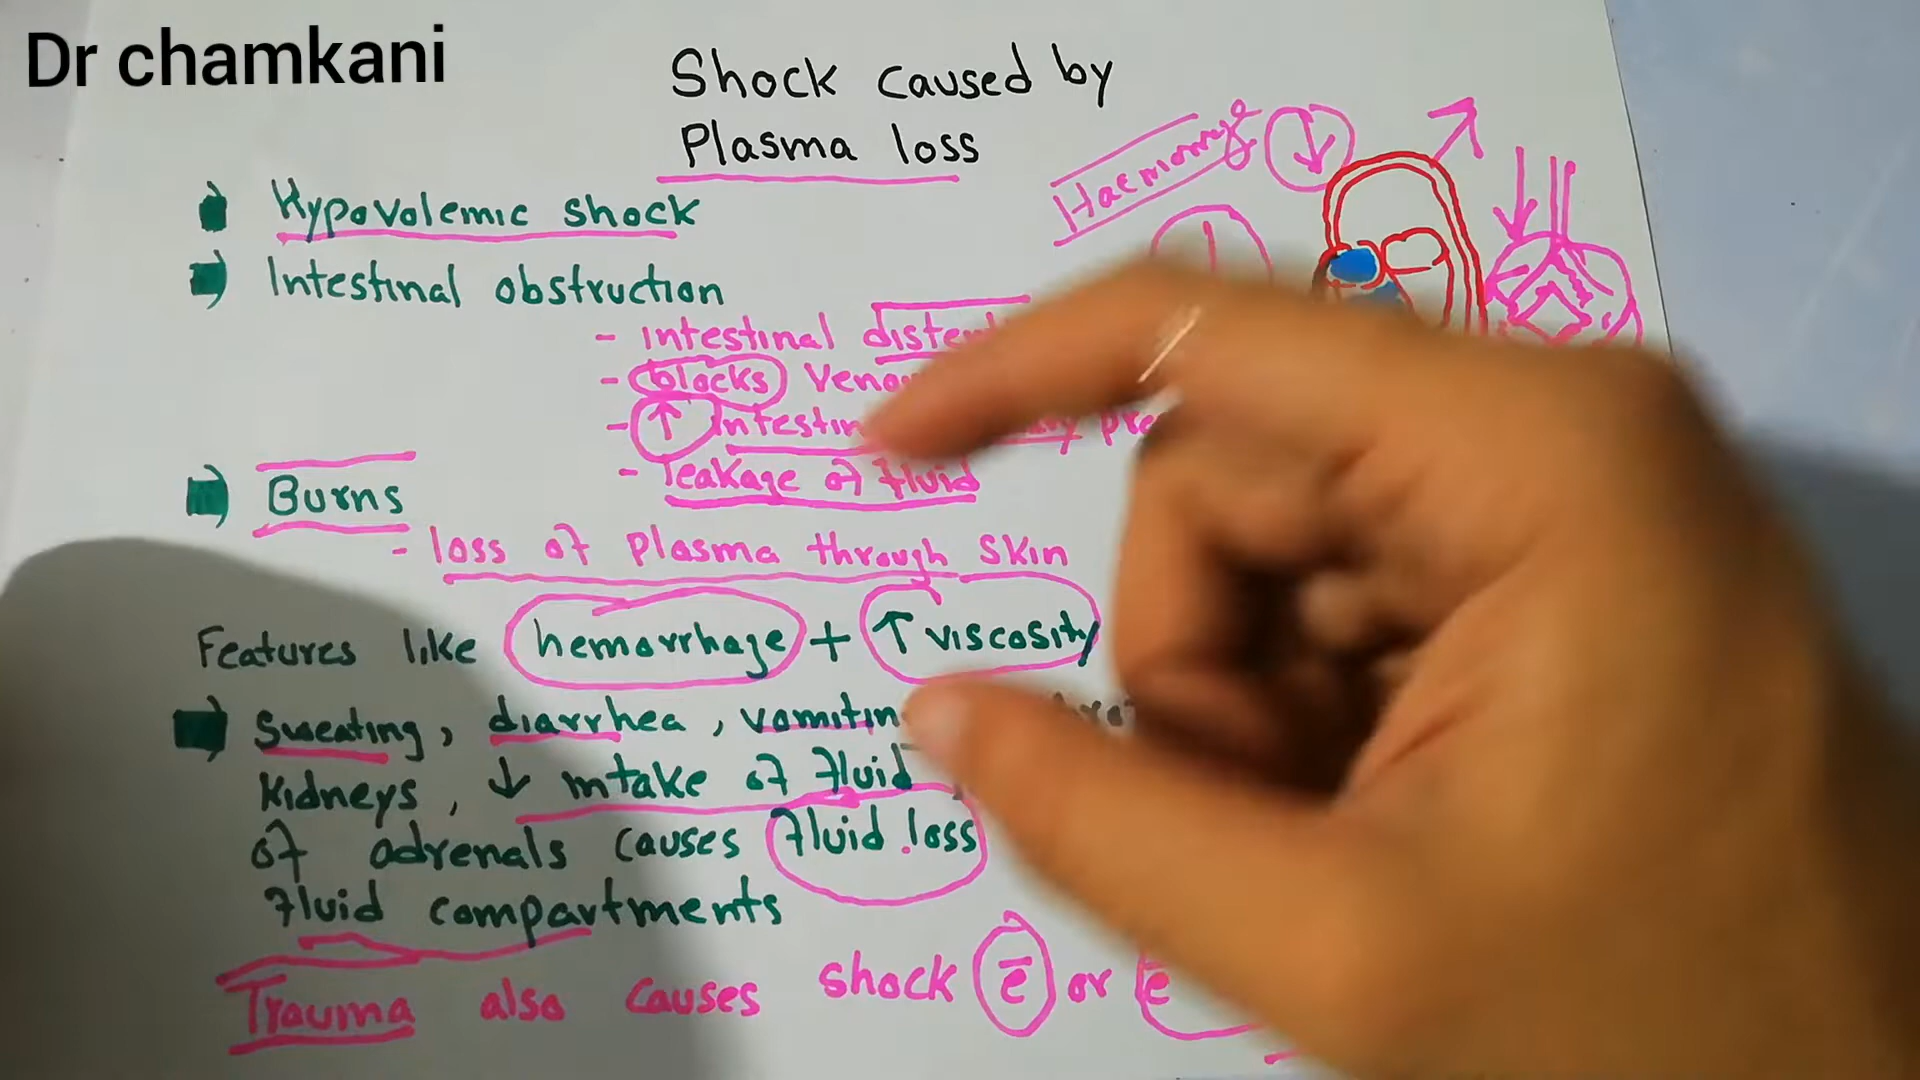 Dr chamkani
Shock caused by
Plasma loss
Haemorrage ↓
Hypovolemic shock
Intestinal obstruction
- Intestinal
- blocks
- ↑
- leakage of fluid
Burns
- loss of plasma through skin
Features like hemorrhage + ↑ viscosity
Sweating, diarrhea,
Kidneys, ↓ intake of fluid
of adrenals causes fluid loss
fluid compartments
Trauma also causes shock c̄ or